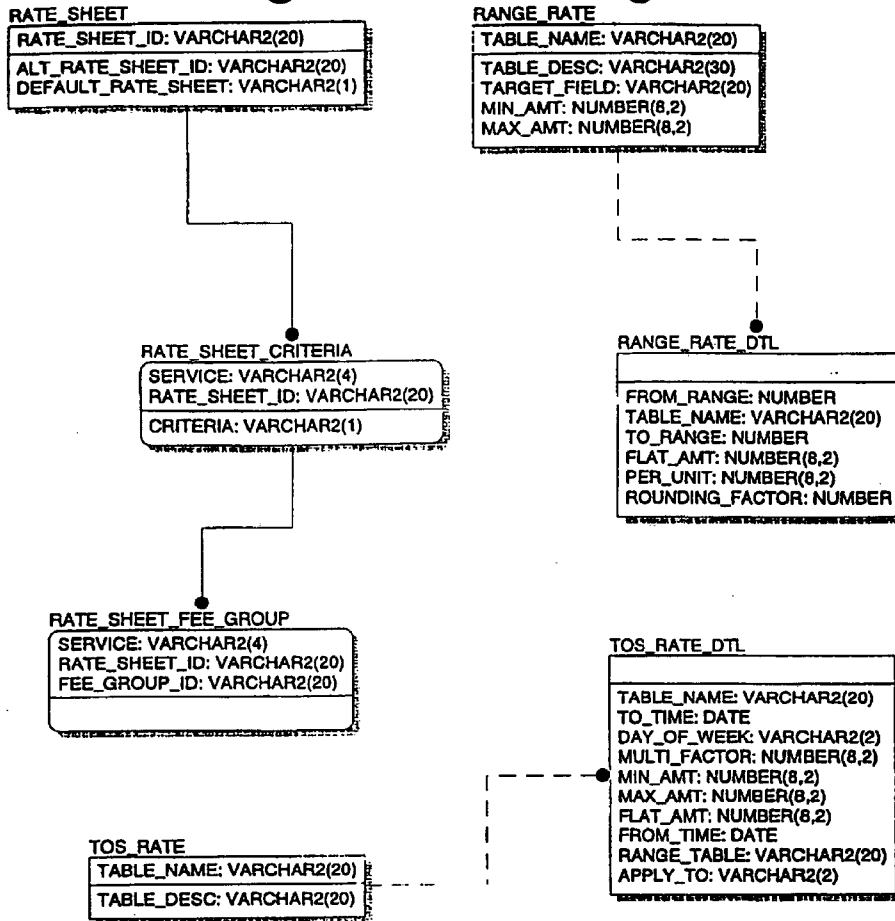 RATE_SHEET
RATE_SHEET_ID: VARCHAR2(20)
ALT_RATE_SHEET_ID: VARCHAR2(20)
DEFAULT_RATE_SHEET: VARCHAR2(1)
RANGE_RATE
TABLE_NAME: VARCHAR2(20)
TABLE_DESC: VARCHAR2(30)
TARGET_FIELD: VARCHAR2(20)
MIN_AMT: NUMBER(8,2)
MAX_AMT: NUMBER(8,2)
RATE_SHEET_CRITERIA
SERVICE: VARCHAR2(4)
RATE_SHEET_ID: VARCHAR2(20)
CRITERIA: VARCHAR2(1)
RANGE_RATE_DTL
FROM_RANGE: NUMBER
TABLE_NAME: VARCHAR2(20)
TO_RANGE: NUMBER
FLAT_AMT: NUMBER(8,2)
PER_UNIT: NUMBER(8,2)
ROUNDING_FACTOR: NUMBER
RATE_SHEET_FEE_GROUP
SERVICE: VARCHAR2(4)
RATE_SHEET_ID: VARCHAR2(20)
FEE_GROUP_ID: VARCHAR2(20)
TOS_RATE_DTL
TABLE_NAME: VARCHAR2(20)
TO_TIME: DATE
DAY_OF_WEEK: VARCHAR2(2)
MULTI_FACTOR: NUMBER(8,2)
MIN_AMT: NUMBER(8,2)
MAX_AMT: NUMBER(8,2)
FLAT_AMT: NUMBER(8,2)
FROM_TIME: DATE
RANGE_TABLE: VARCHAR2(20)
APPLY_TO: VARCHAR2(2)
TOS_RATE
TABLE_NAME: VARCHAR2(20)
TABLE_DESC: VARCHAR2(20)